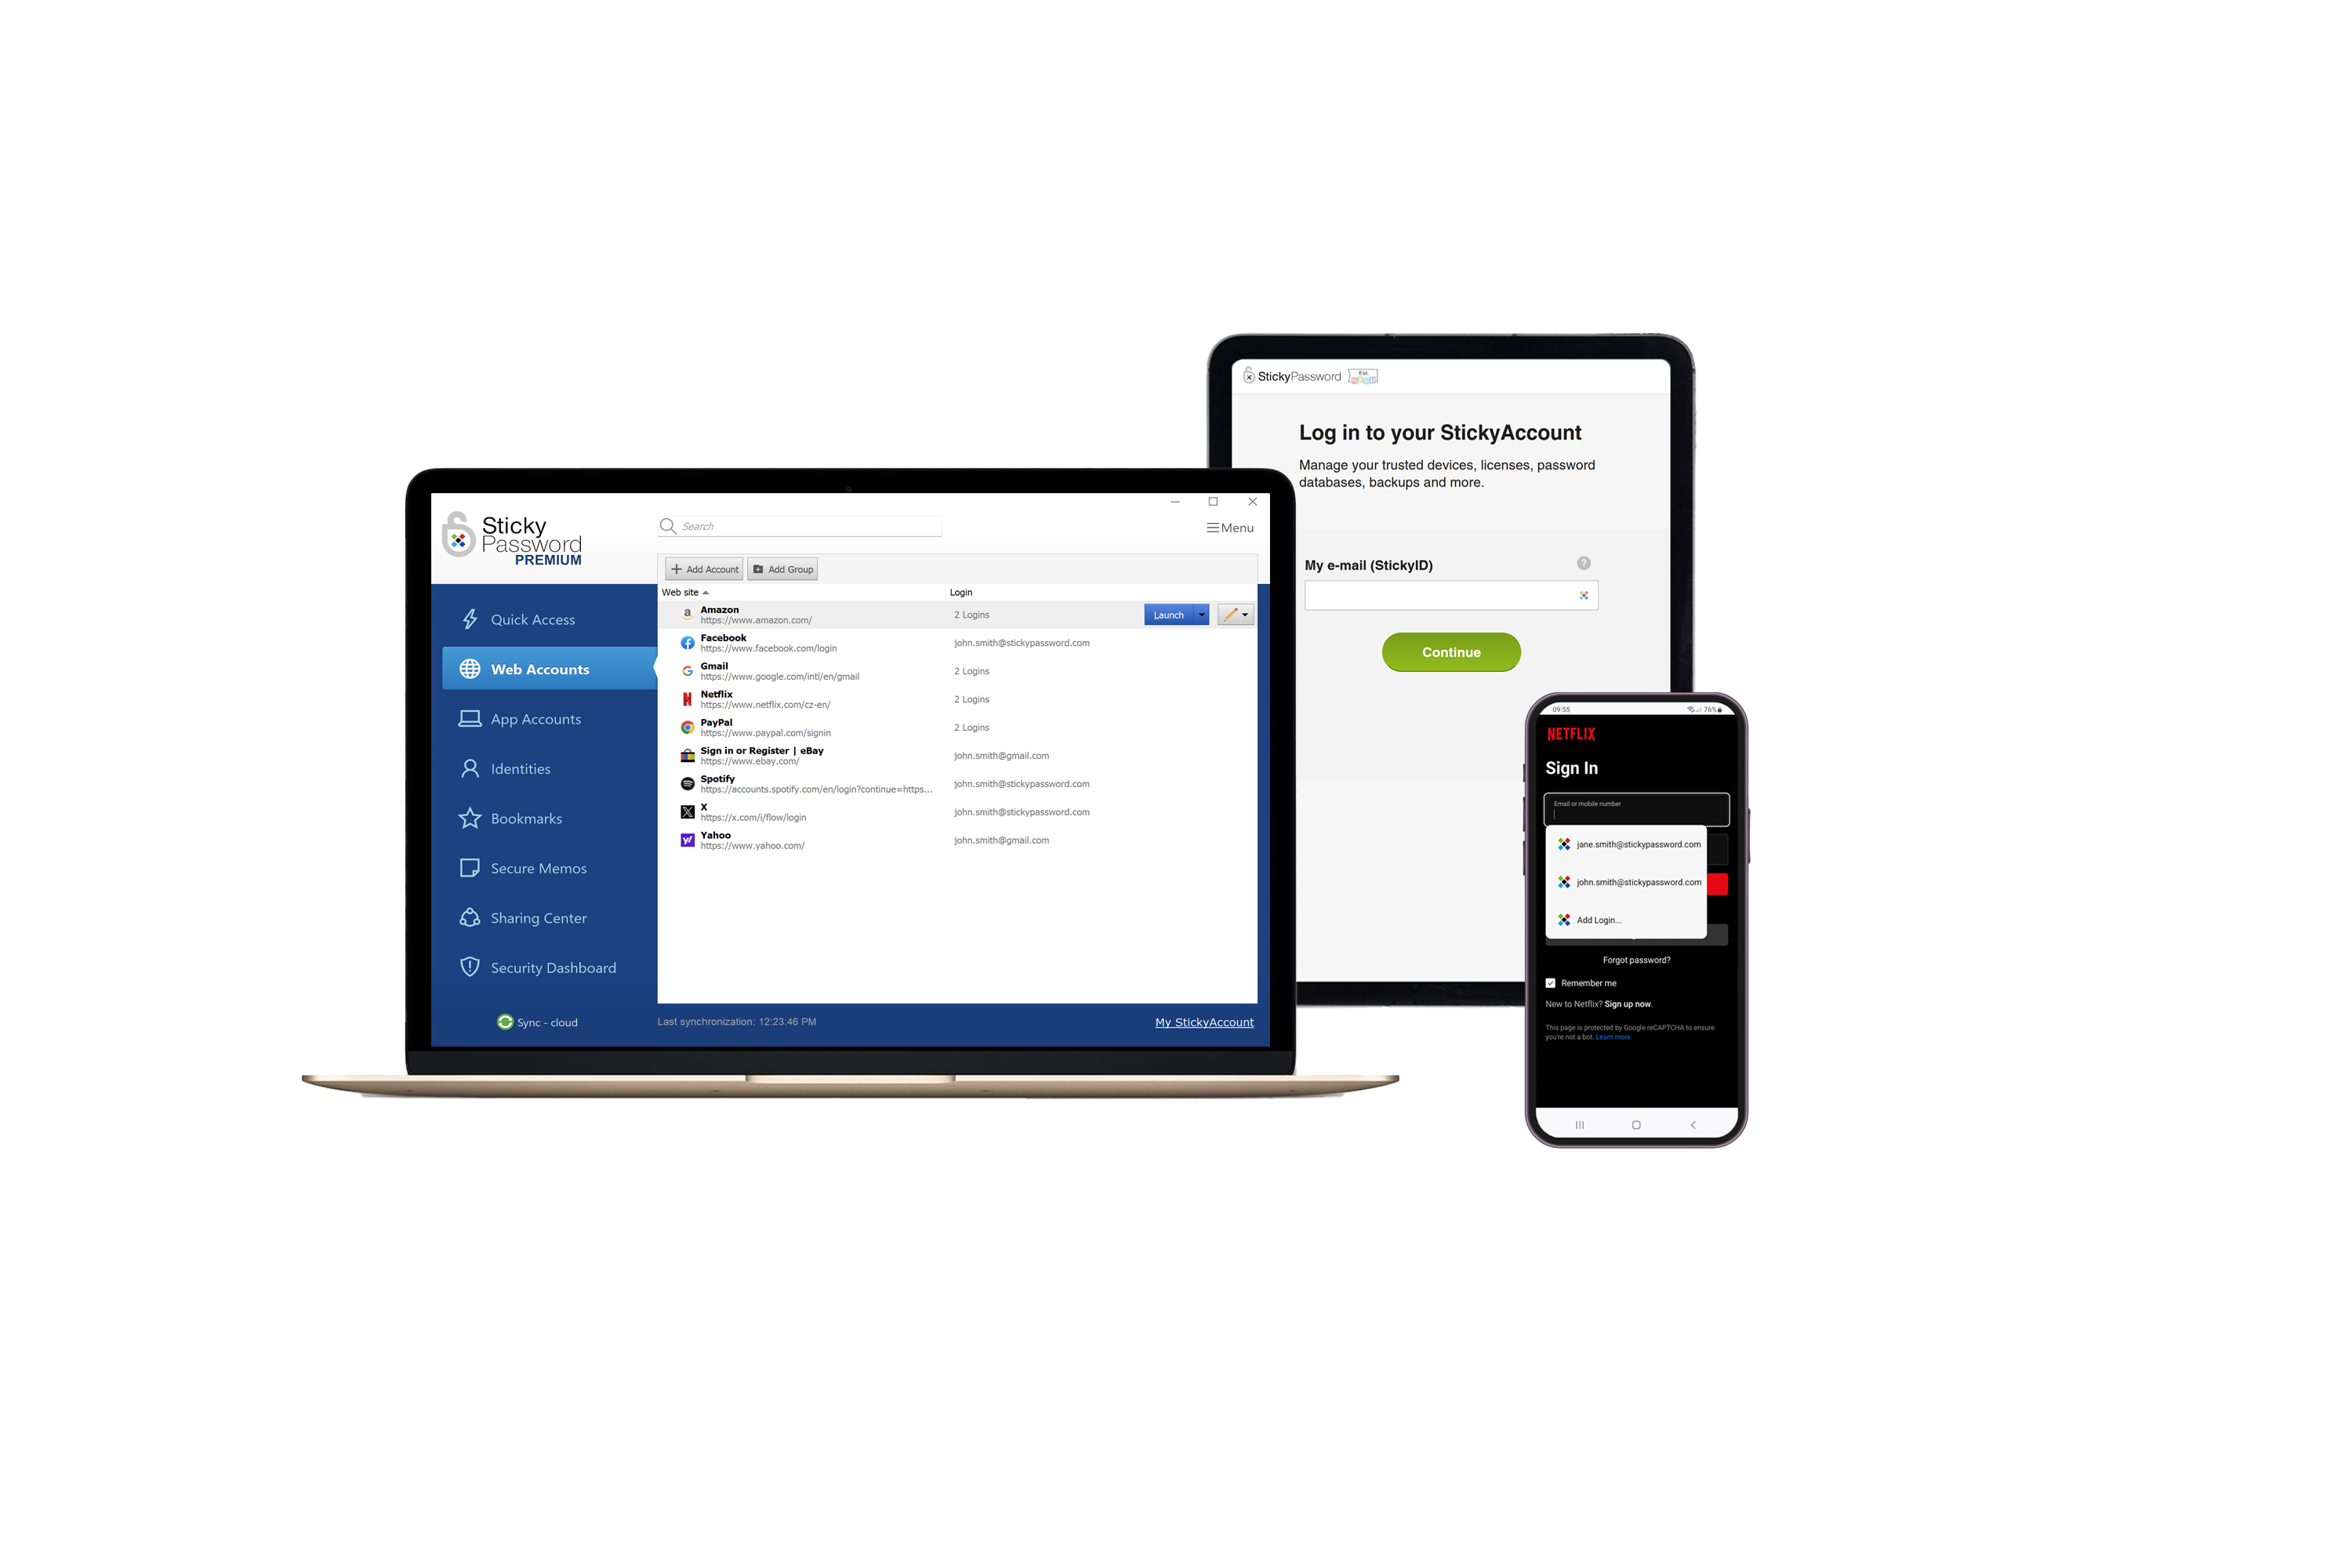 Sticky
Password
PREMIUM
Search
Menu
Add Account
Add Group
Web site
Login
Quick Access
Web Accounts
App Accounts
Identities
Bookmarks
Secure Memos
Sharing Center
Security Dashboard
Sync - cloud
Amazon
https://www.amazon.com/
2 Logins
Launch
Facebook
https://www.facebook.com/login
john.smith@stickypassword.com
Gmail
https://www.google.com/intl/en/gmail
2 Logins
Netflix
https://www.netflix.com/cz-en/
2 Logins
PayPal
https://www.paypal.com/signin
2 Logins
Sign in or Register | eBay
https://www.ebay.com/
john.smith@gmail.com
Spotify
https://accounts.spotify.com/en/login?continue=https...
john.smith@stickypassword.com
X
https://x.com/i/flow/login
john.smith@stickypassword.com
Yahoo
https://www.yahoo.com/
john.smith@gmail.com
Last synchronization: 12:23:46 PM
My StickyAccount
StickyPassword
Est.
Log in to your StickyAccount
Manage your trusted devices, licenses, password
databases, backups and more.
My e-mail (StickyID)
?
Continue
09:55
76%
NETFLIX
Sign In
Email or mobile number
jane.smith@stickypassword.com
john.smith@stickypassword.com
Add Login...
Forgot password?
Remember me
New to Netflix? Sign up now.
This page is protected by Google reCAPTCHA to ensure
you're not a bot. Learn more.